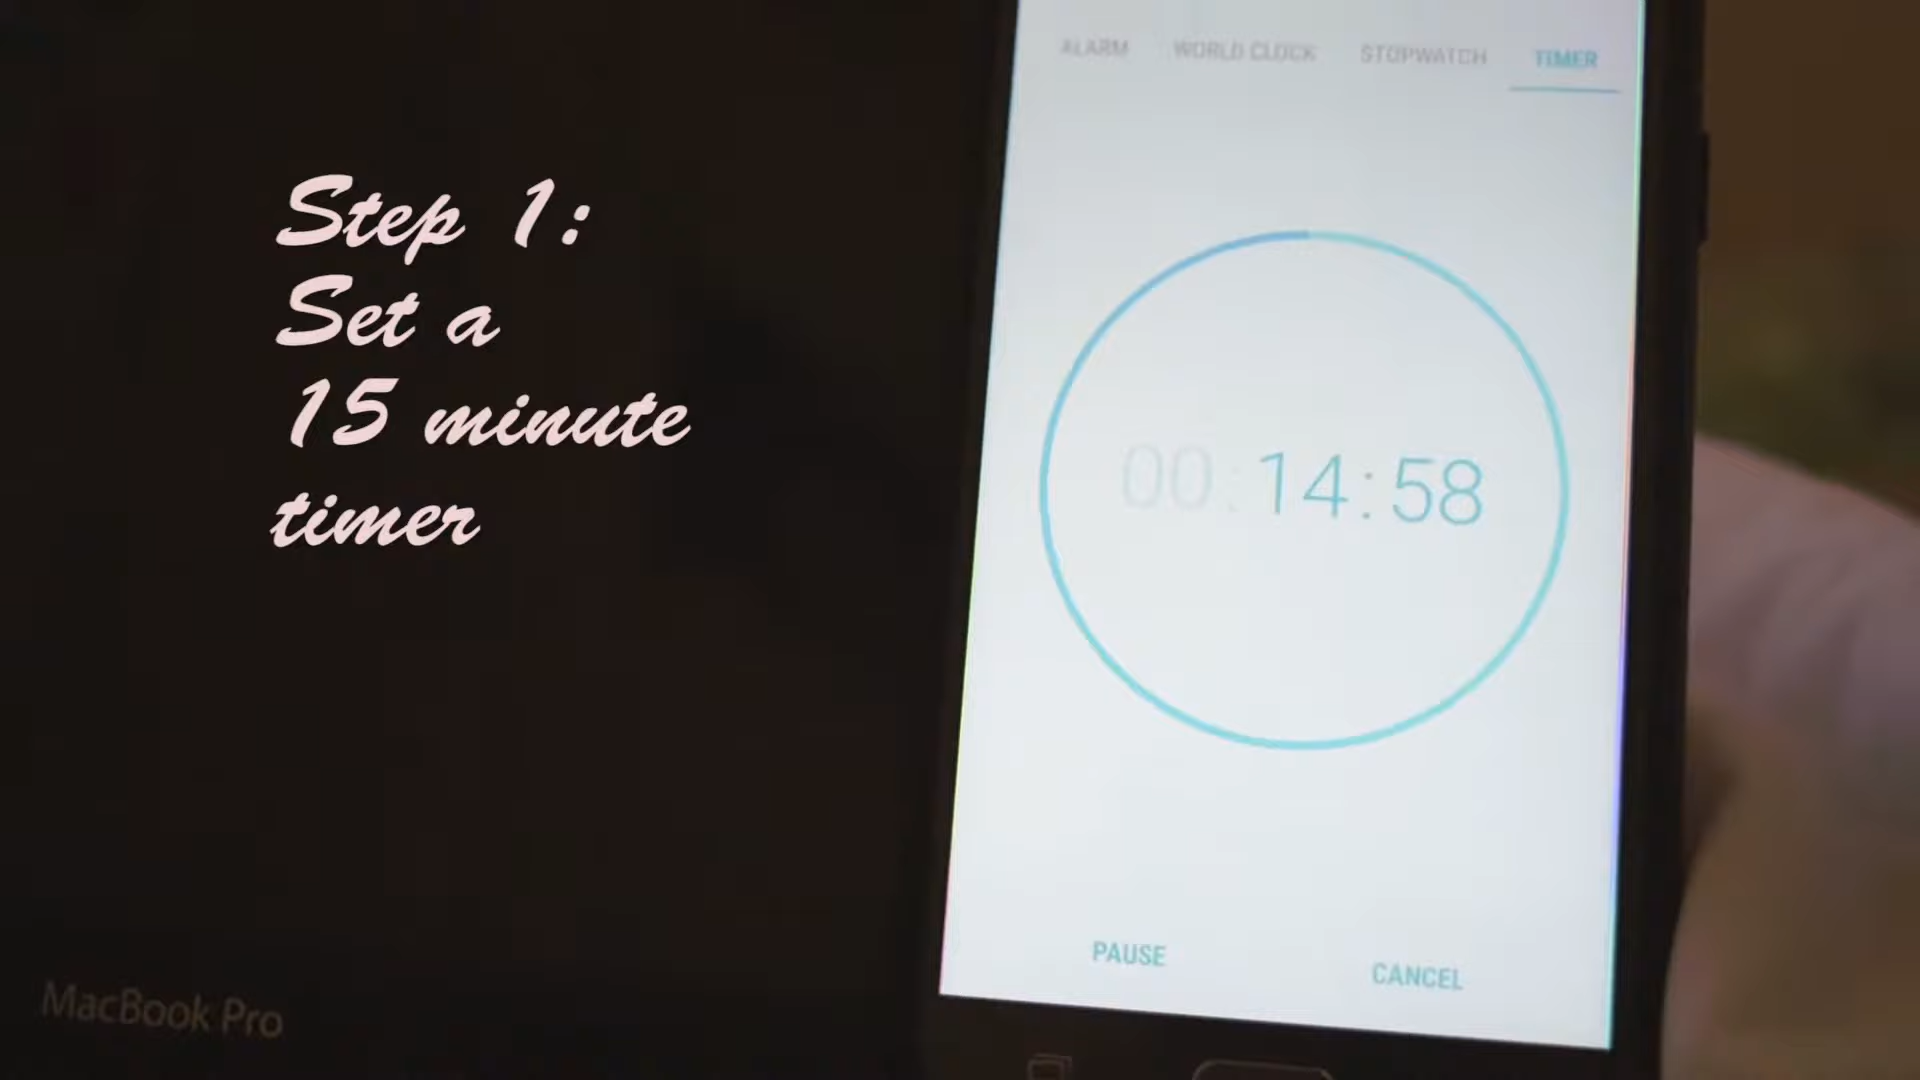 Step 1:
Set a
15 minute
timer
ALARM WORLD CLOCK STOPWATCH TIMER
00:14:58
PAUSE CANCEL
MacBook Pro